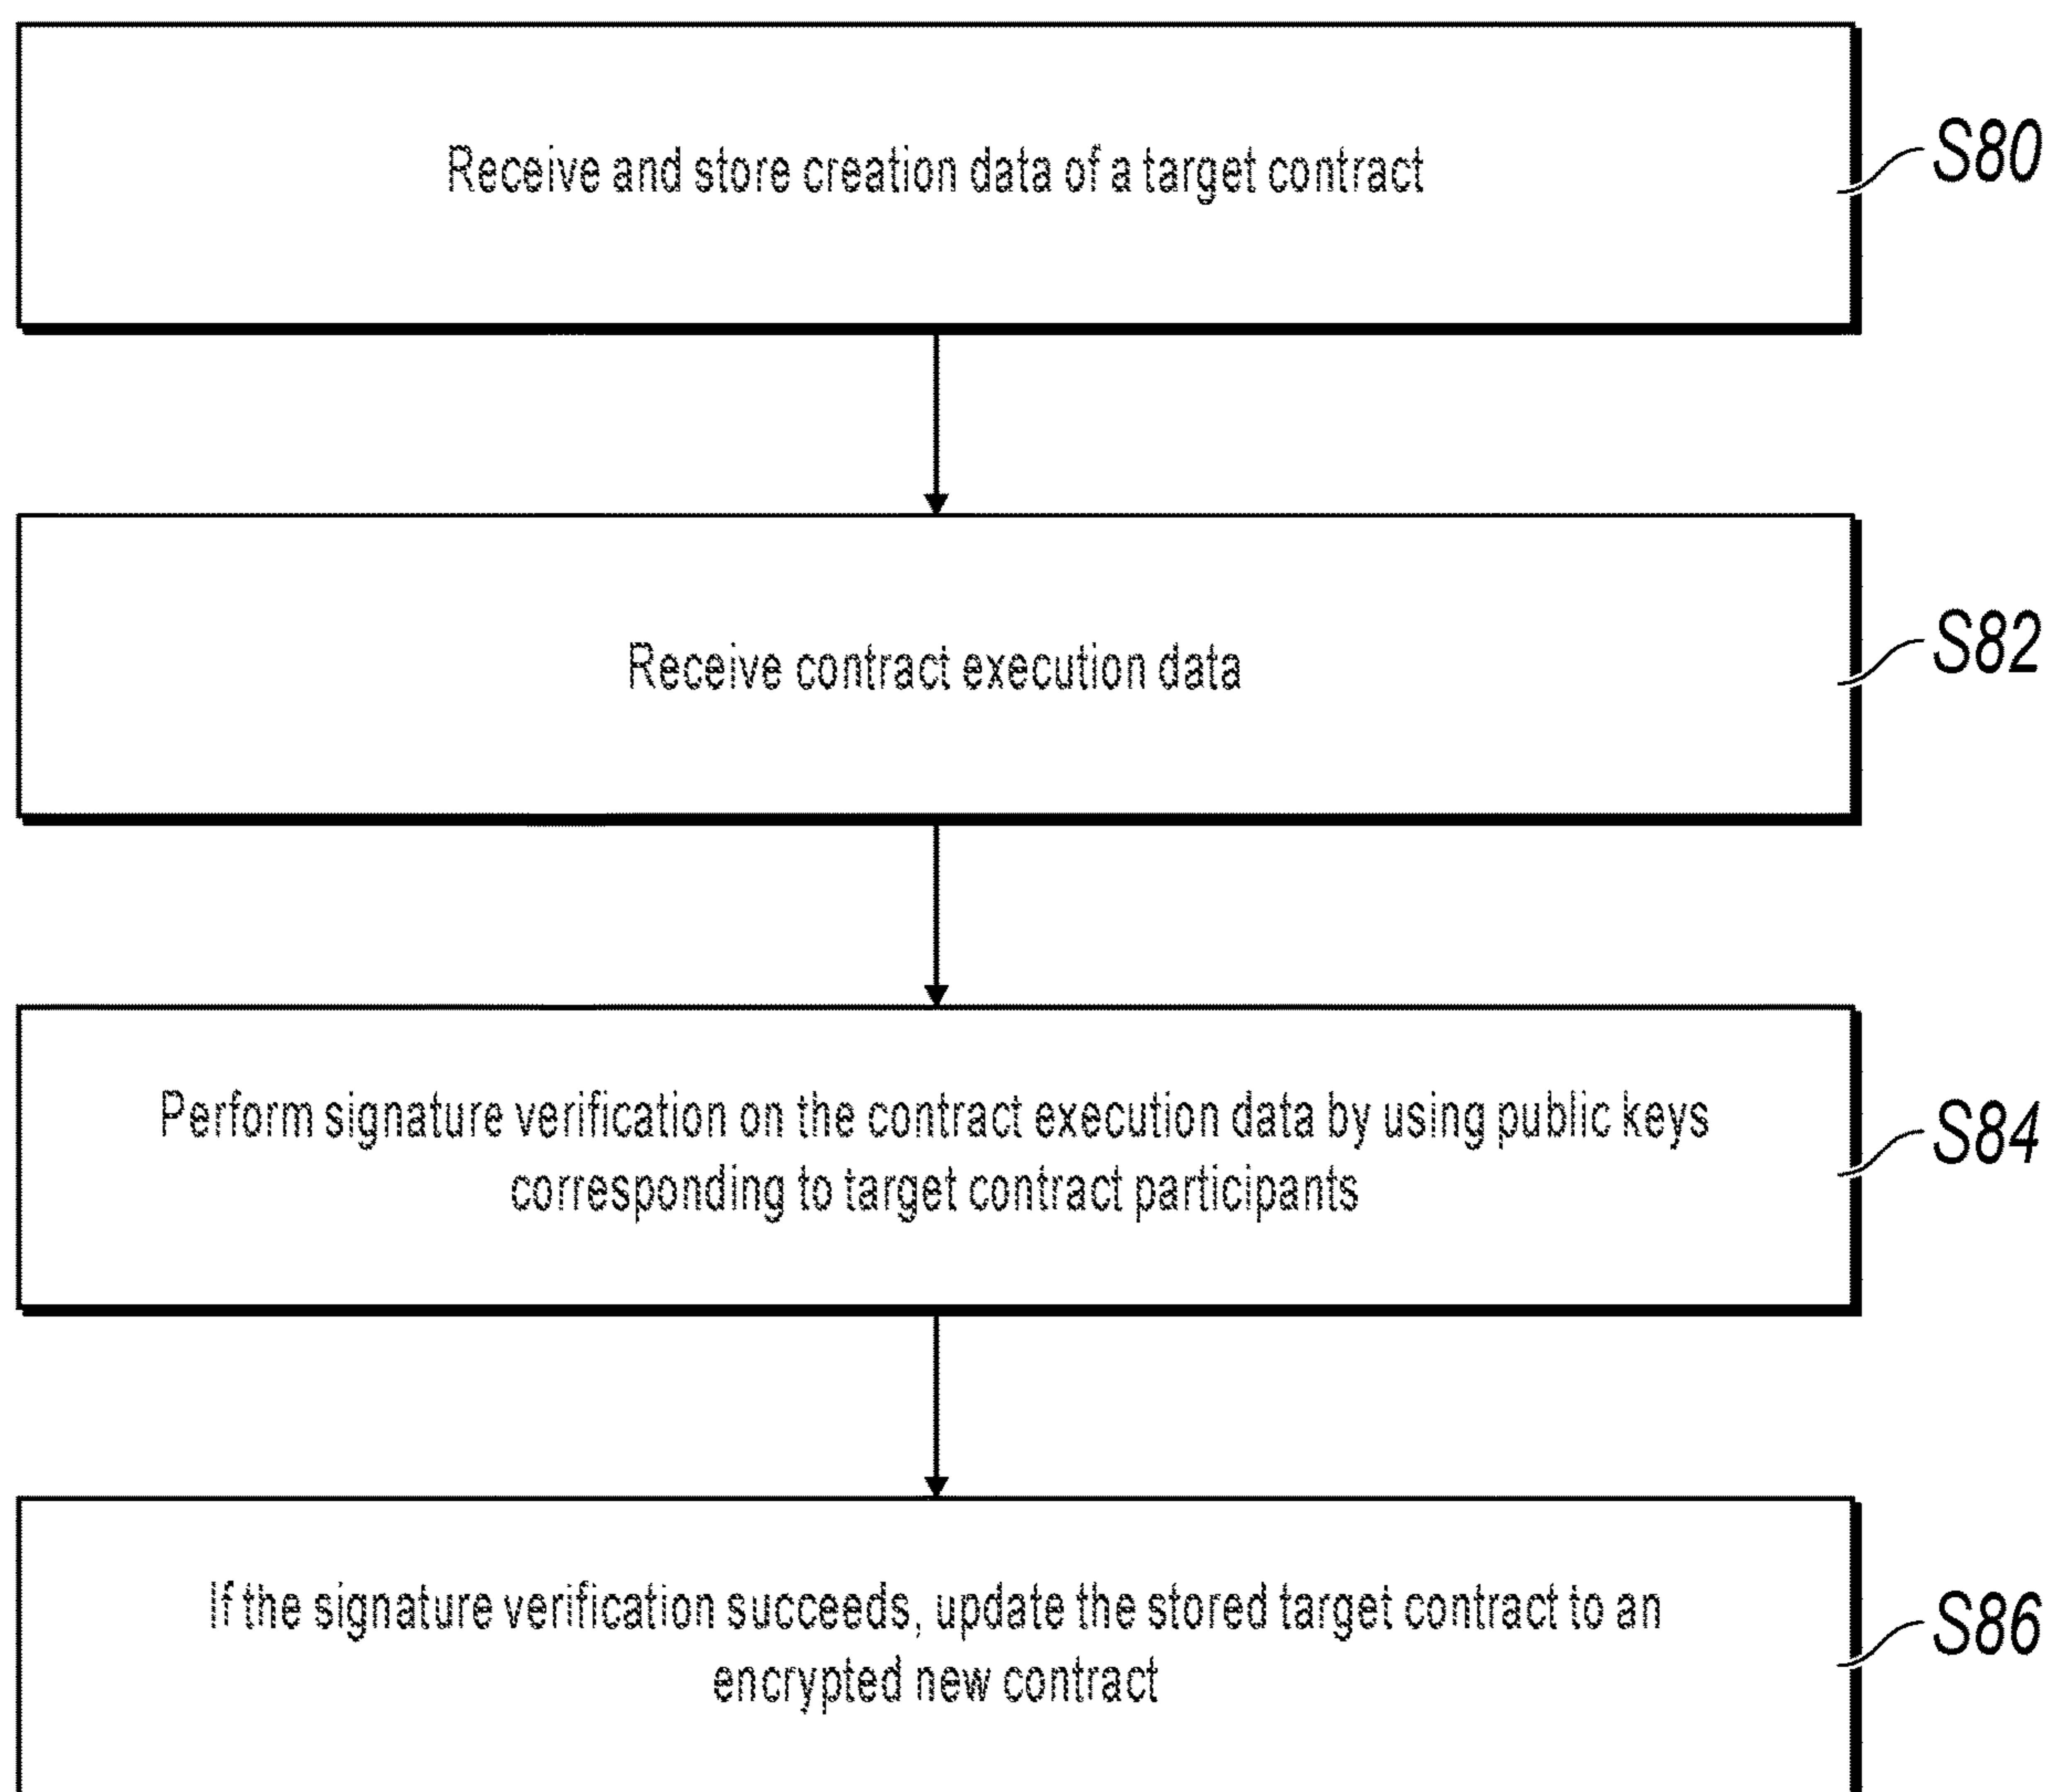 Receive and store creation data of a target contract
S80
Receive contract execution data
S82
Perform signature verification on the contract execution data by using public keys
corresponding to target contract participants
S84
If the signature verification succeeds, update the stored target contract to an
encrypted new contract
S86